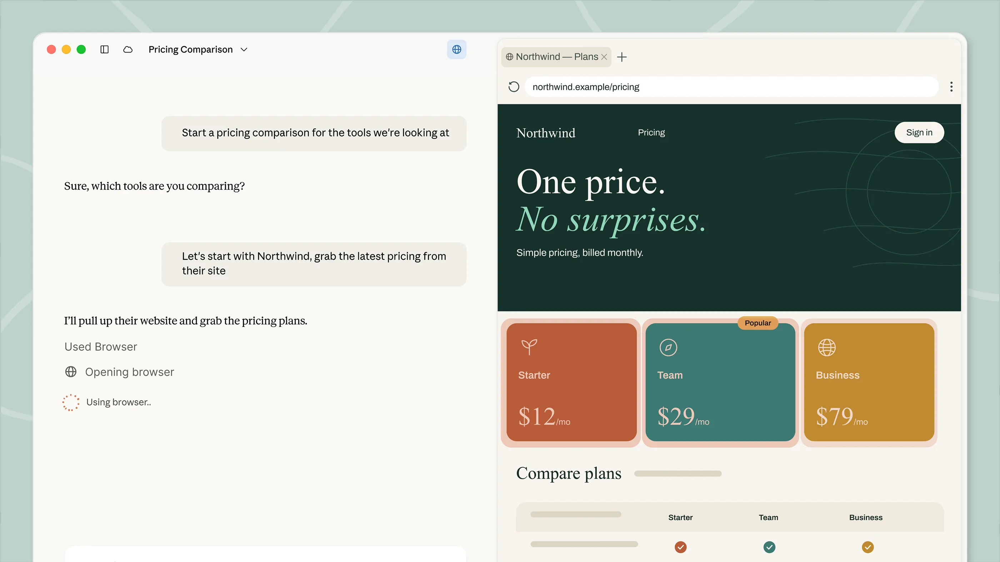 Pricing Comparison
Start a pricing comparison for the tools we're looking at
Sure, which tools are you comparing?
Let's start with Northwind, grab the latest pricing from
their site
I'll pull up their website and grab the pricing plans.
Used Browser
Opening browser
Using browser..
Northwind — Plans
northwind.example/pricing
Northwind Pricing Sign in
One price.
No surprises.
Simple pricing, billed monthly.
Popular
Starter Team Business
$12/mo $29/mo $79/mo
Compare plans
Starter Team Business